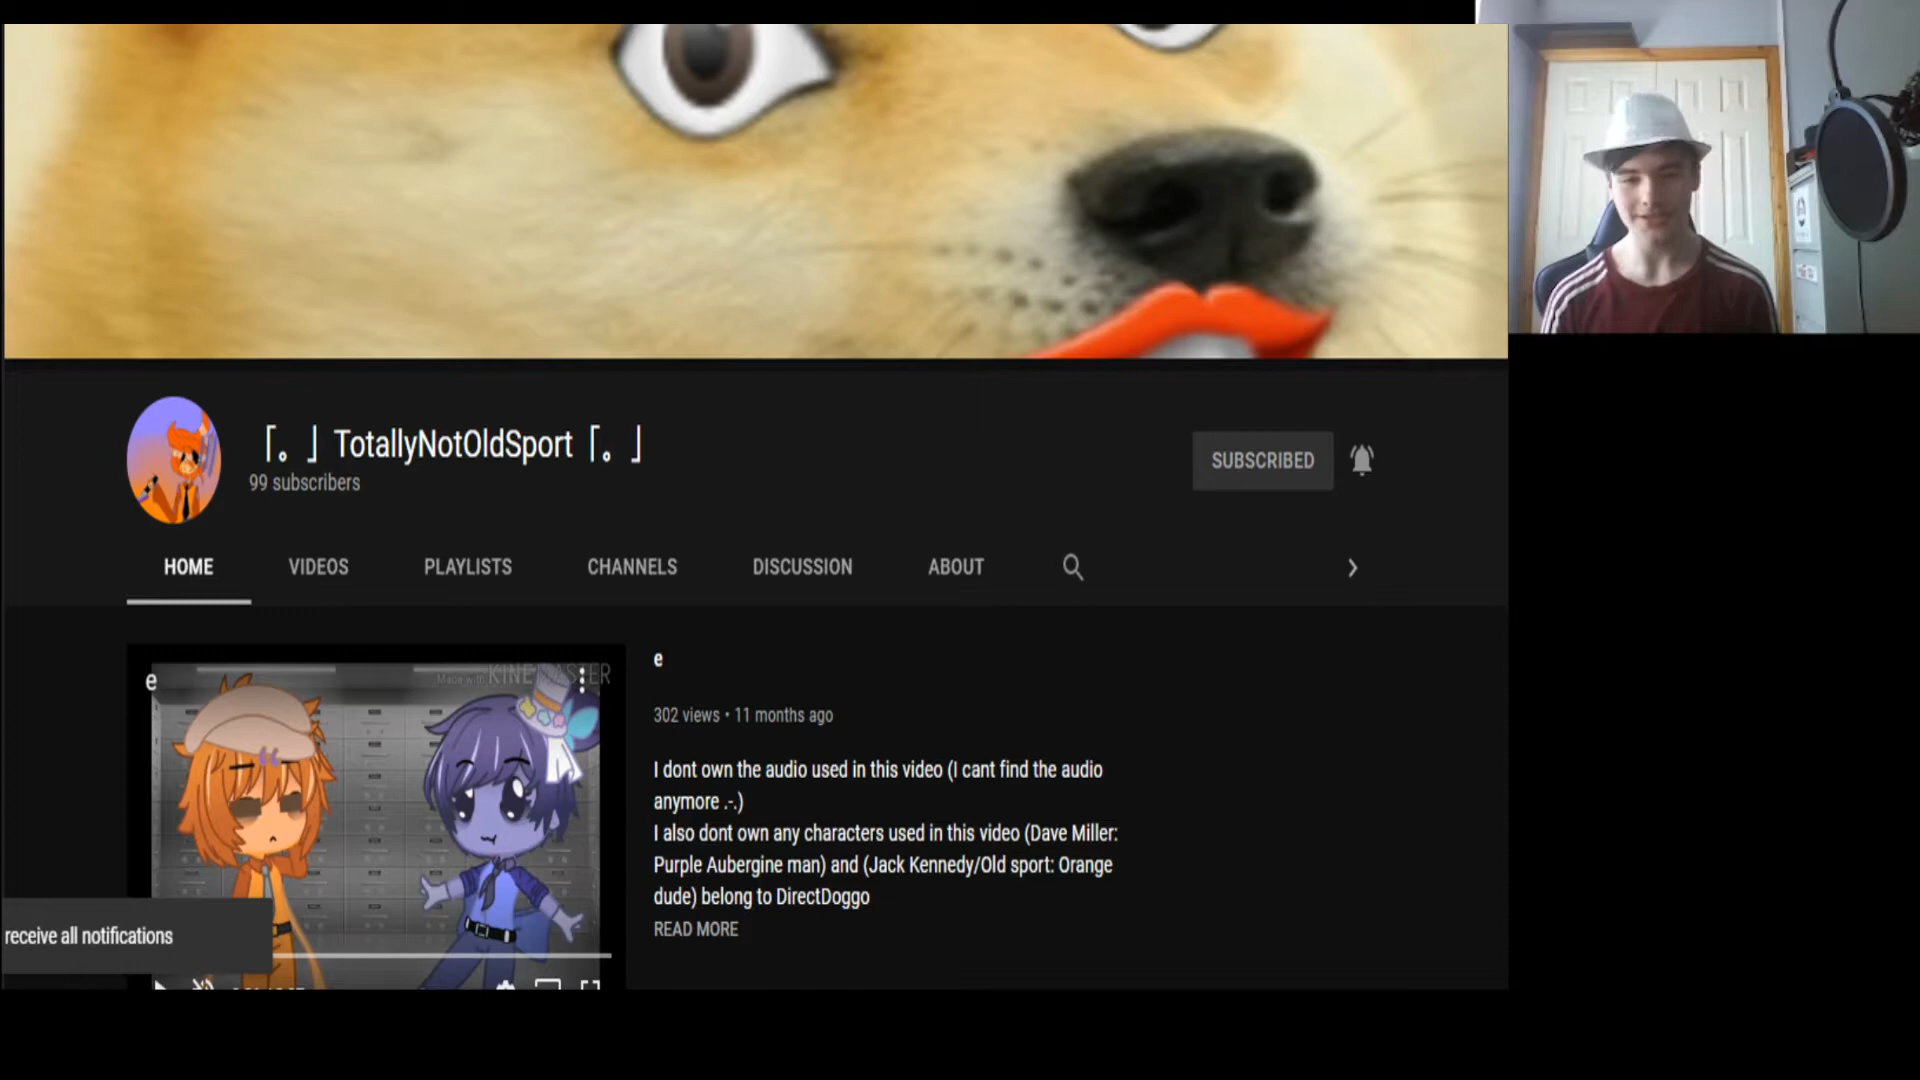 「。」TotallyNotOldSport「。」
99 subscribers
SUBSCRIBED
HOME
VIDEOS
PLAYLISTS
CHANNELS
DISCUSSION
ABOUT
e
Made with KINEMASTER
e
302 views • 11 months ago
I dont own the audio used in this video (I cant find the audio
anymore .-.)
I also dont own any characters used in this video (Dave Miller:
Purple Aubergine man) and (Jack Kennedy/Old sport: Orange
dude) belong to DirectDoggo
READ MORE
receive all notifications